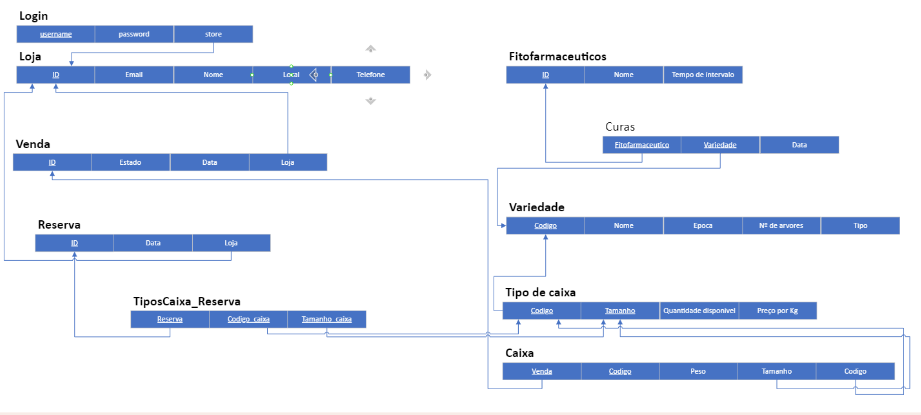 Login
username password store
Loja
ID Email Nome Local Telefone
Fitofarmaceuticos
ID Nome Tempo de intervalo
Curas
Fitofarmaceutico Variedade Data
Venda
ID Estado Data Loja
Variedade
Codigo Nome Epoca Nº de arvores Tipo
Reserva
ID Data Loja
Tipo de caixa
Codigo Tamanho Quantidade disponivel Preço por Kg
TiposCaixa_Reserva
Reserva Codigo_caixa Tamanho_caixa
Caixa
Venda Codigo Peso Tamanho Codigo